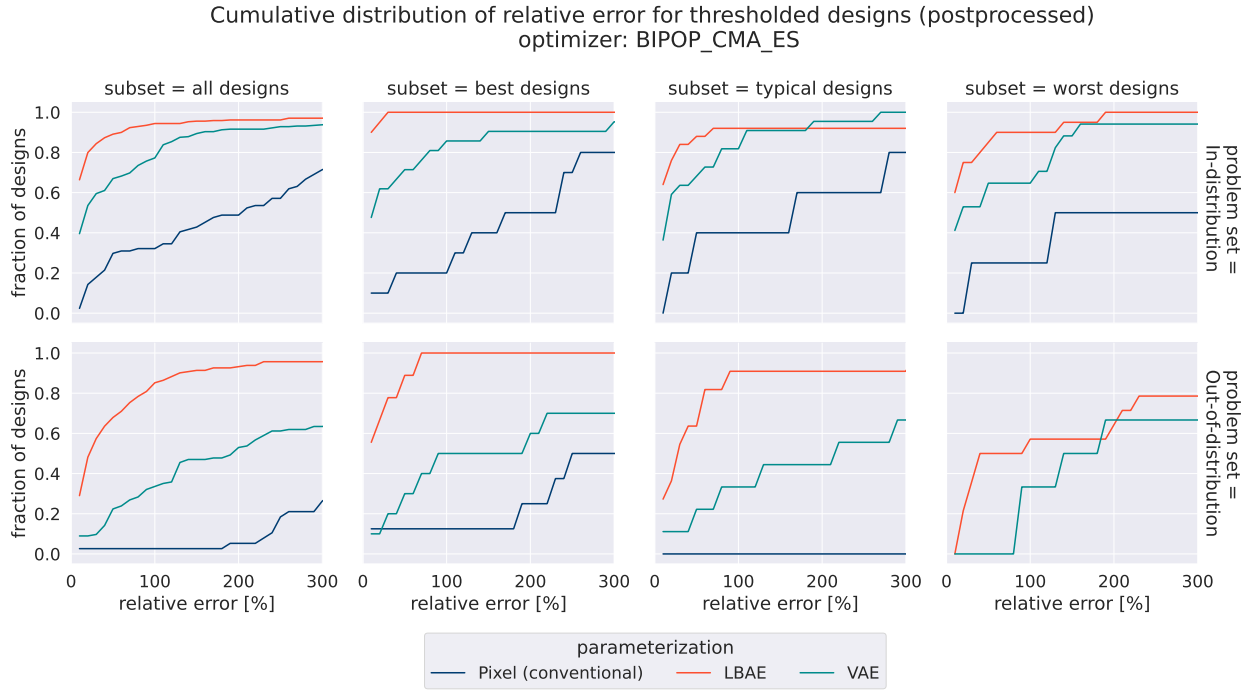 Cumulative distribution of relative error for thresholded designs (postprocessed)
optimizer: BIPOP_CMA_ES
subset = all designs
subset = best designs
subset = typical designs
subset = worst designs
fraction of designs
1.0
0.8
0.6
0.4
0.2
0.0
problem set =
In-distribution
fraction of designs
1.0
0.8
0.6
0.4
0.2
0.0
problem set =
Out-of-distribution
0 100 200 300
0 100 200 300
0 100 200 300
0 100 200 300
relative error [%]
relative error [%]
relative error [%]
relative error [%]
parameterization
Pixel (conventional) LBAE VAE